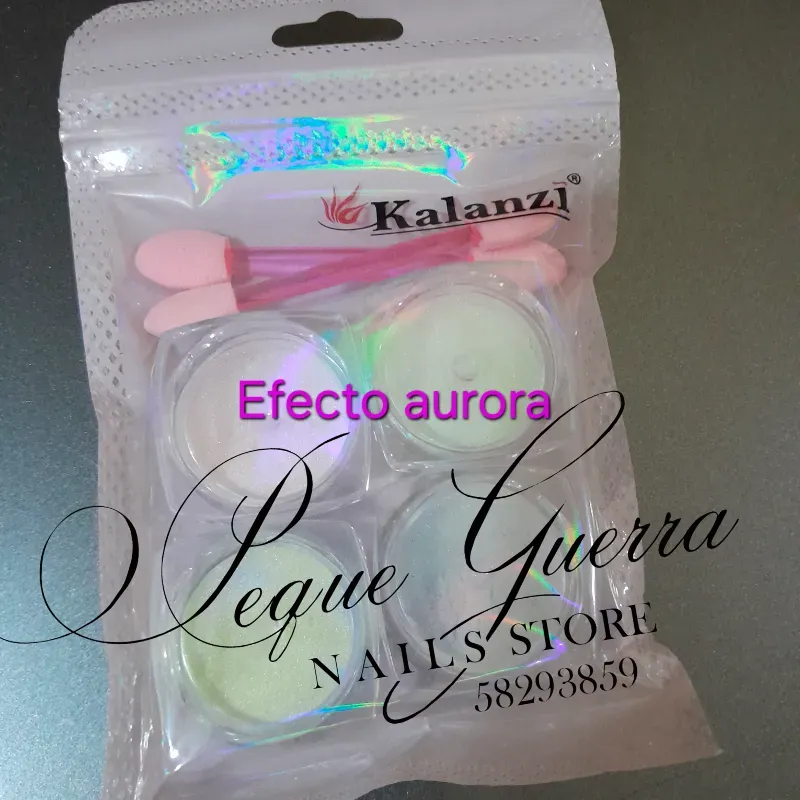 Kalanzi®
Efecto aurora
Peque Guerra
NAILS STORE
58293859